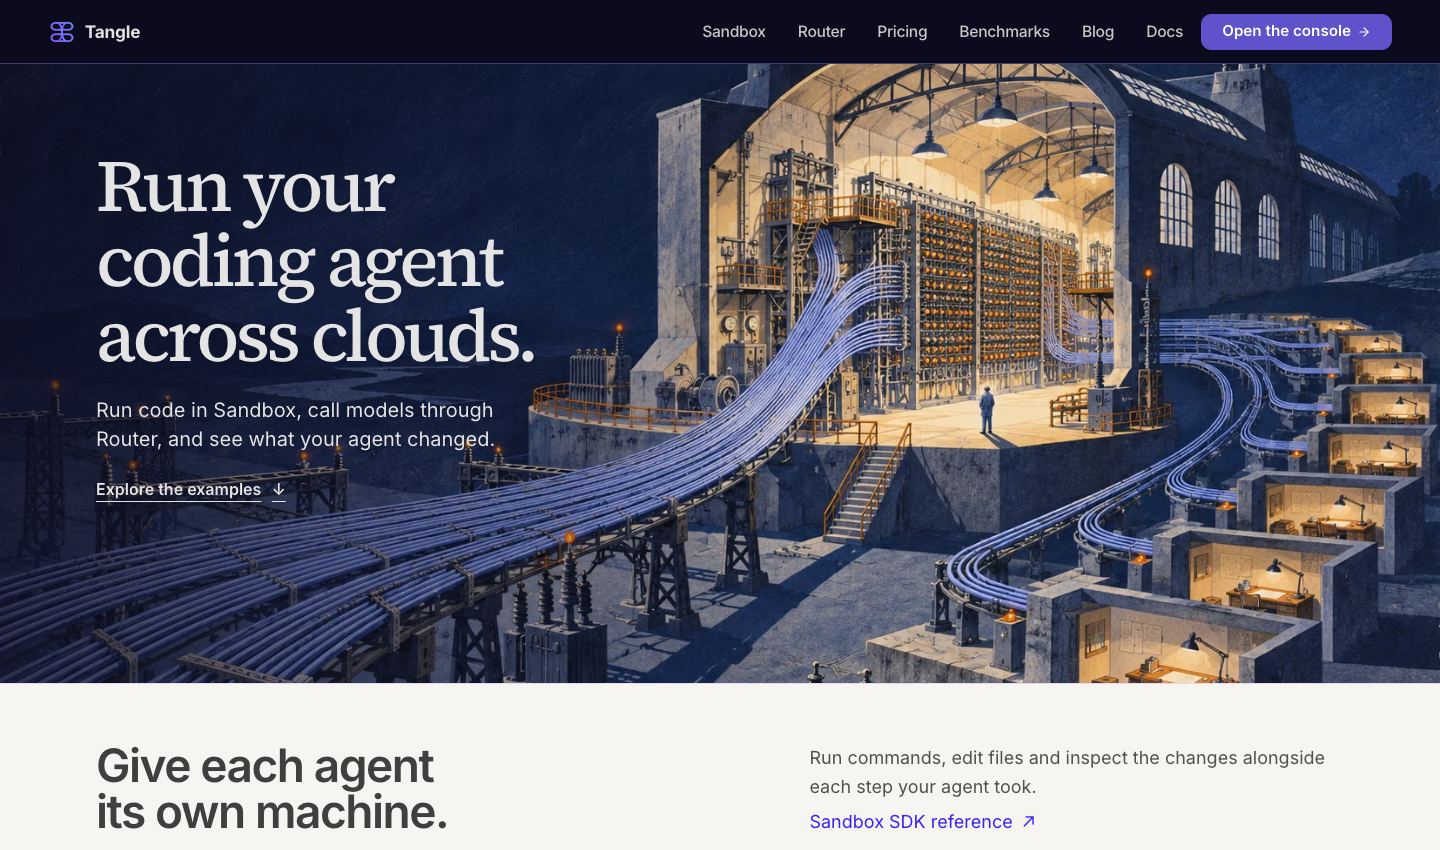 Tangle
Sandbox
Router
Pricing
Benchmarks
Blog
Docs
Open the console →
Run your
coding agent
across clouds.
Run code in Sandbox, call models through
Router, and see what your agent changed.
Explore the examples ↓
Give each agent
its own machine.
Run commands, edit files and inspect the changes alongside
each step your agent took.
Sandbox SDK reference ↗